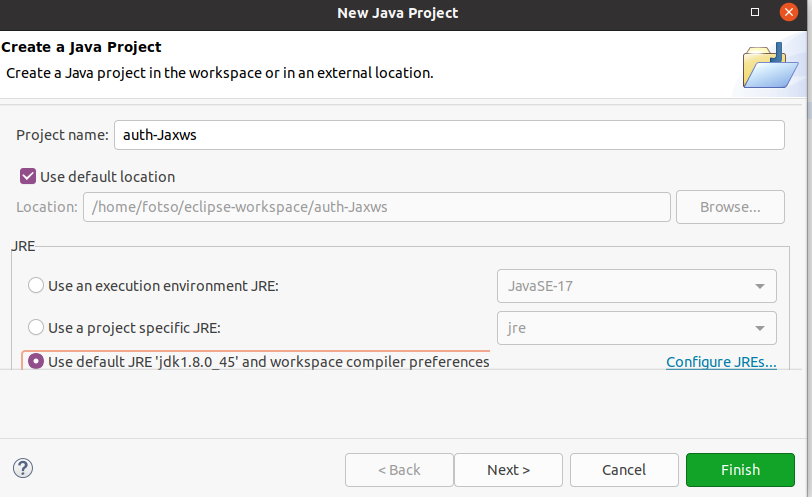 New Java Project
Create a Java Project
Create a Java project in the workspace or in an external location.
Project name: auth-Jaxws
Use default location
Location: /home/fotso/eclipse-workspace/auth-Jaxws Browse...
JRE
Use an execution environment JRE: JavaSE-17
Use a project specific JRE: jre
Use default JRE 'jdk1.8.0_45' and workspace compiler preferences Configure JREs...
? < Back Next > Cancel Finish